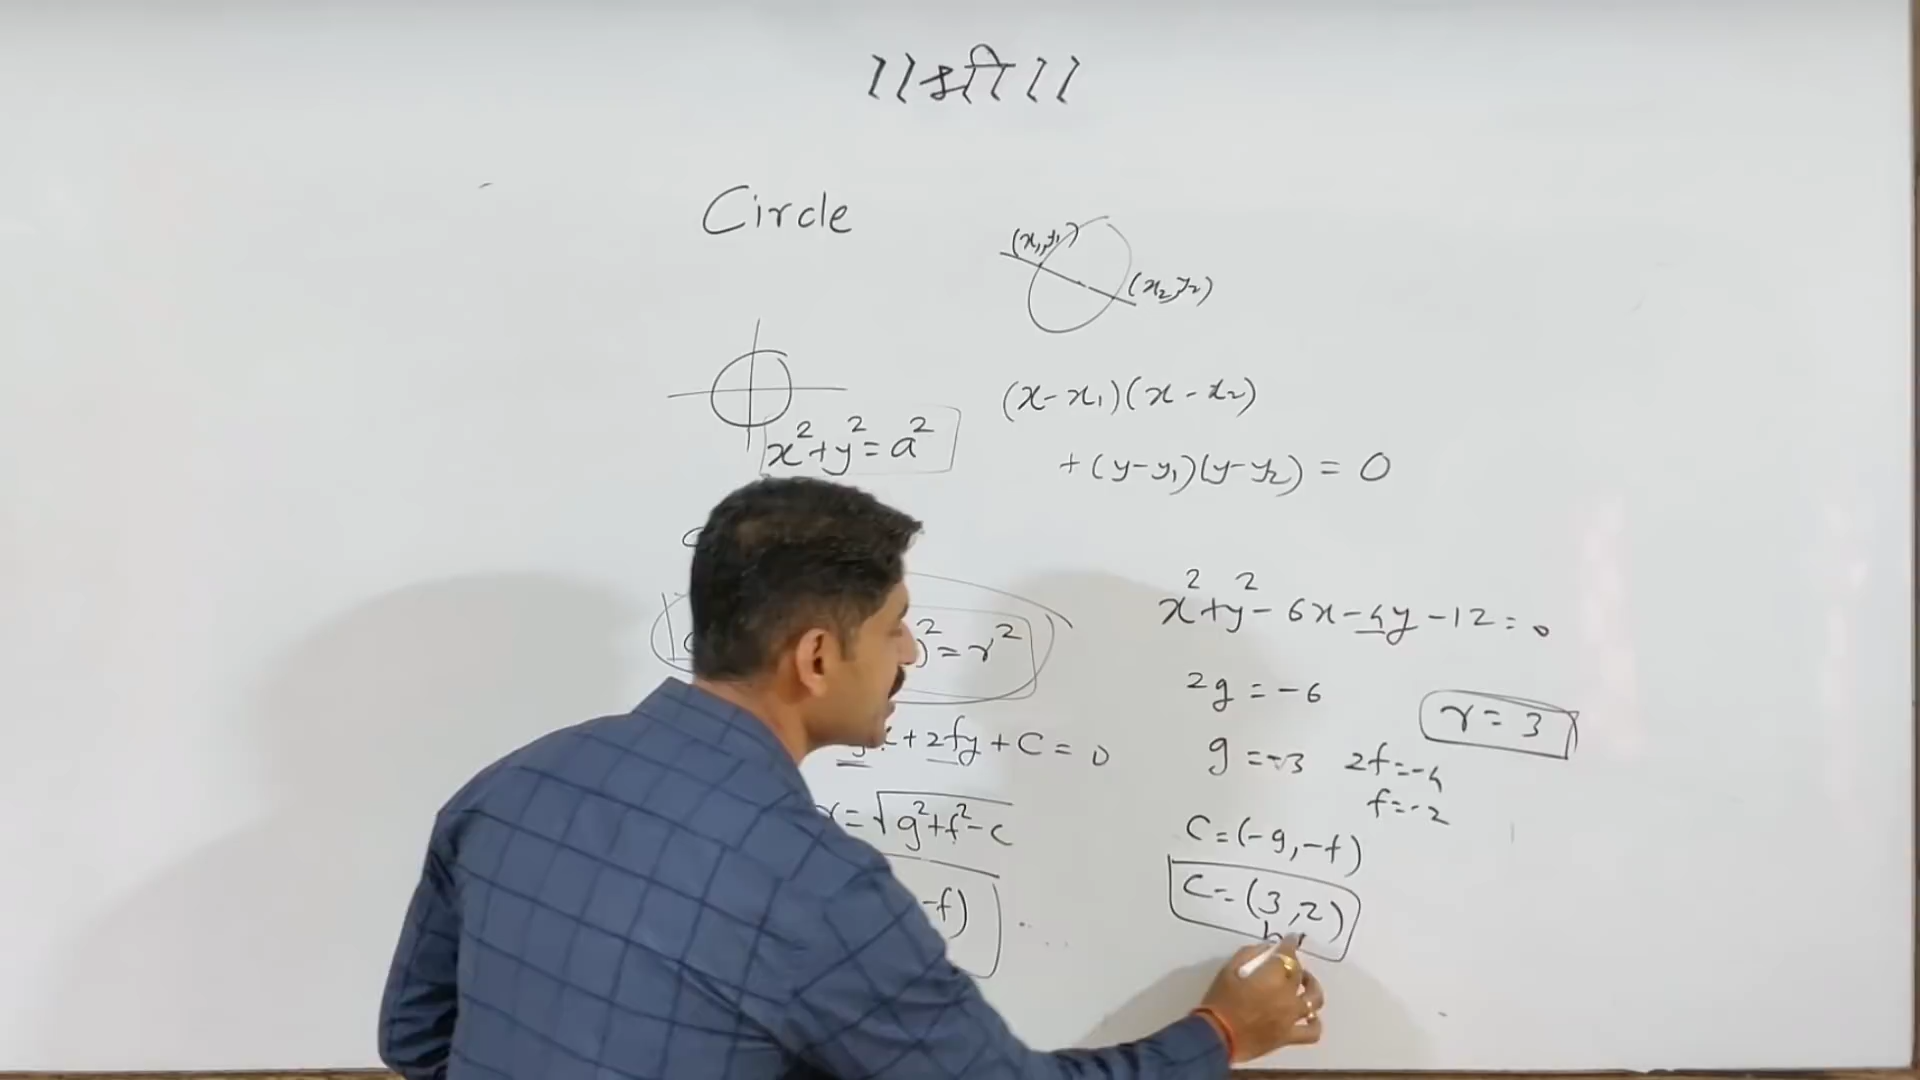 ।।श्री।।
Circle
(x₁,y₁)
(x₂,y₂)
x²+y²=a²
(x-x₁)(x-x₂)
+(y-y₁)(y-y₂)=0
)²=r²
x+2fy+C=0
=√g²+f²-c
-f)
x²+y²-6x-4y-12=0
2g=-6
r=3
g=-3
2f=-4
f=-2
C=(-g,-f)
C=(3,2)
h